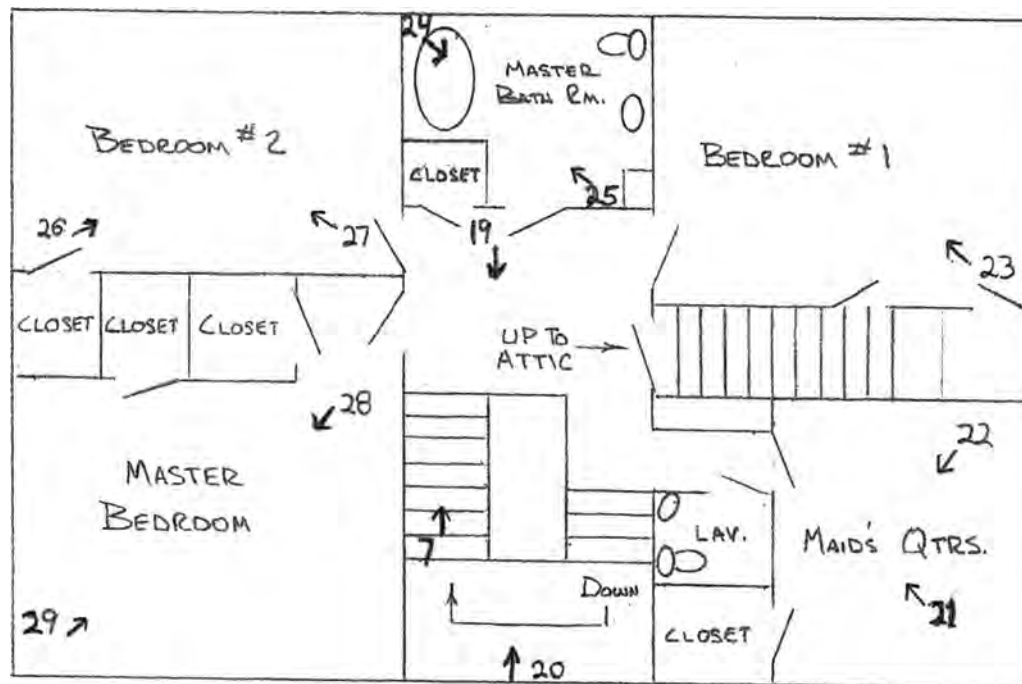 24
MASTER
BATH RM.
BEDROOM #2
BEDROOM #1
CLOSET
25
26
27
19
23
CLOSET
CLOSET
CLOSET
UP TO
ATTIC
28
22
MASTER
BEDROOM
7
LAV.
MAID'S QTRS.
DOWN
29
21
CLOSET
20